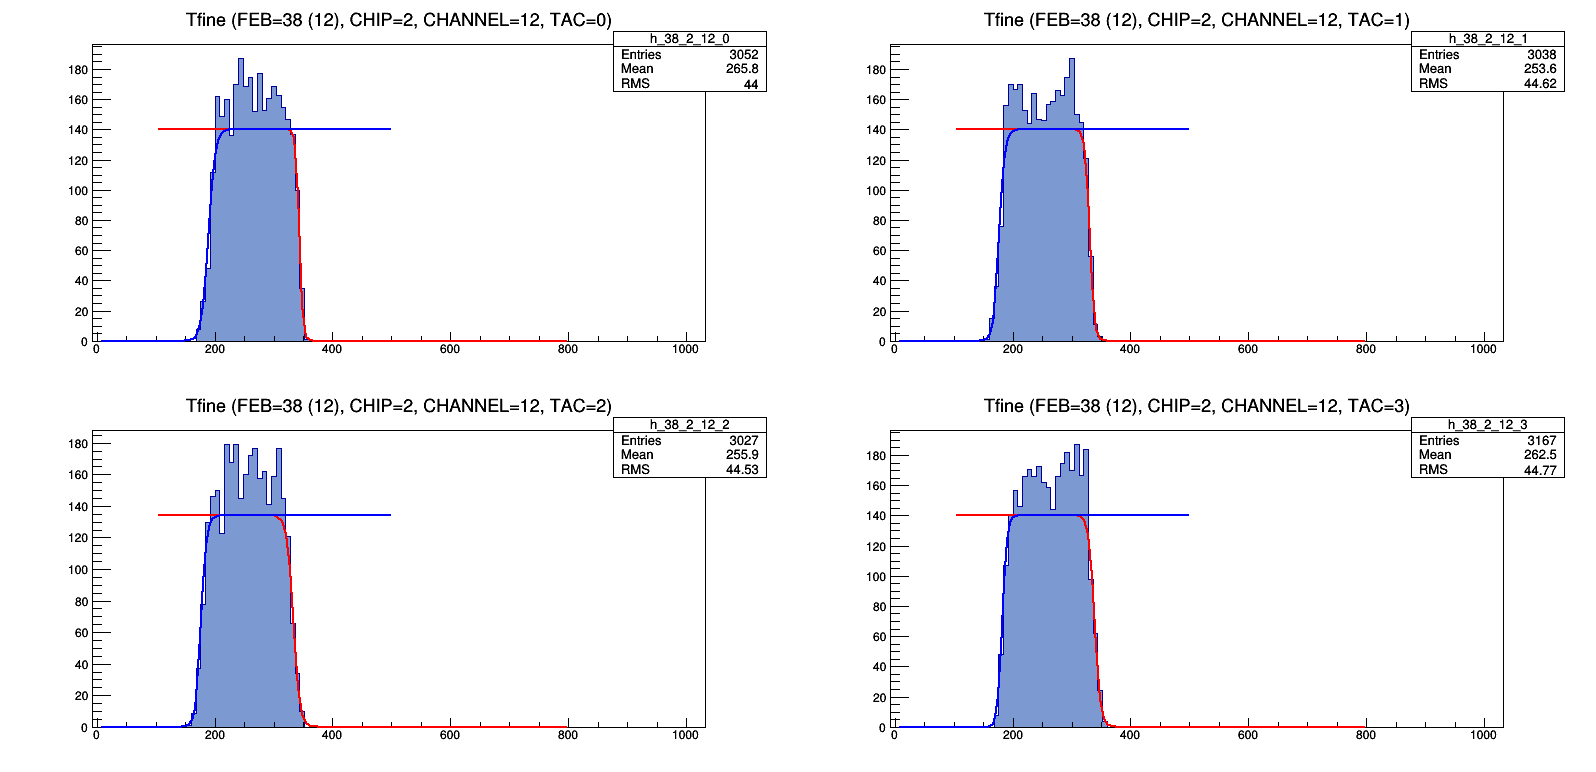 Tfine (FEB=38 (12), CHIP=2, CHANNEL=12, TAC=0)
h_38_2_12_0
Entries 3052
Mean 265.8
RMS 44
180
160
140
120
100
80
60
40
20
0
0 200 400 600 800 1000
Tfine (FEB=38 (12), CHIP=2, CHANNEL=12, TAC=1)
h_38_2_12_1
Entries 3038
Mean 253.6
RMS 44.62
180
160
140
120
100
80
60
40
20
0
0 200 400 600 800 1000
Tfine (FEB=38 (12), CHIP=2, CHANNEL=12, TAC=2)
h_38_2_12_2
Entries 3027
Mean 255.9
RMS 44.53
180
160
140
120
100
80
60
40
20
0
0 200 400 600 800 1000
Tfine (FEB=38 (12), CHIP=2, CHANNEL=12, TAC=3)
h_38_2_12_3
Entries 3167
Mean 262.5
RMS 44.77
180
160
140
120
100
80
60
40
20
0
0 200 400 600 800 1000